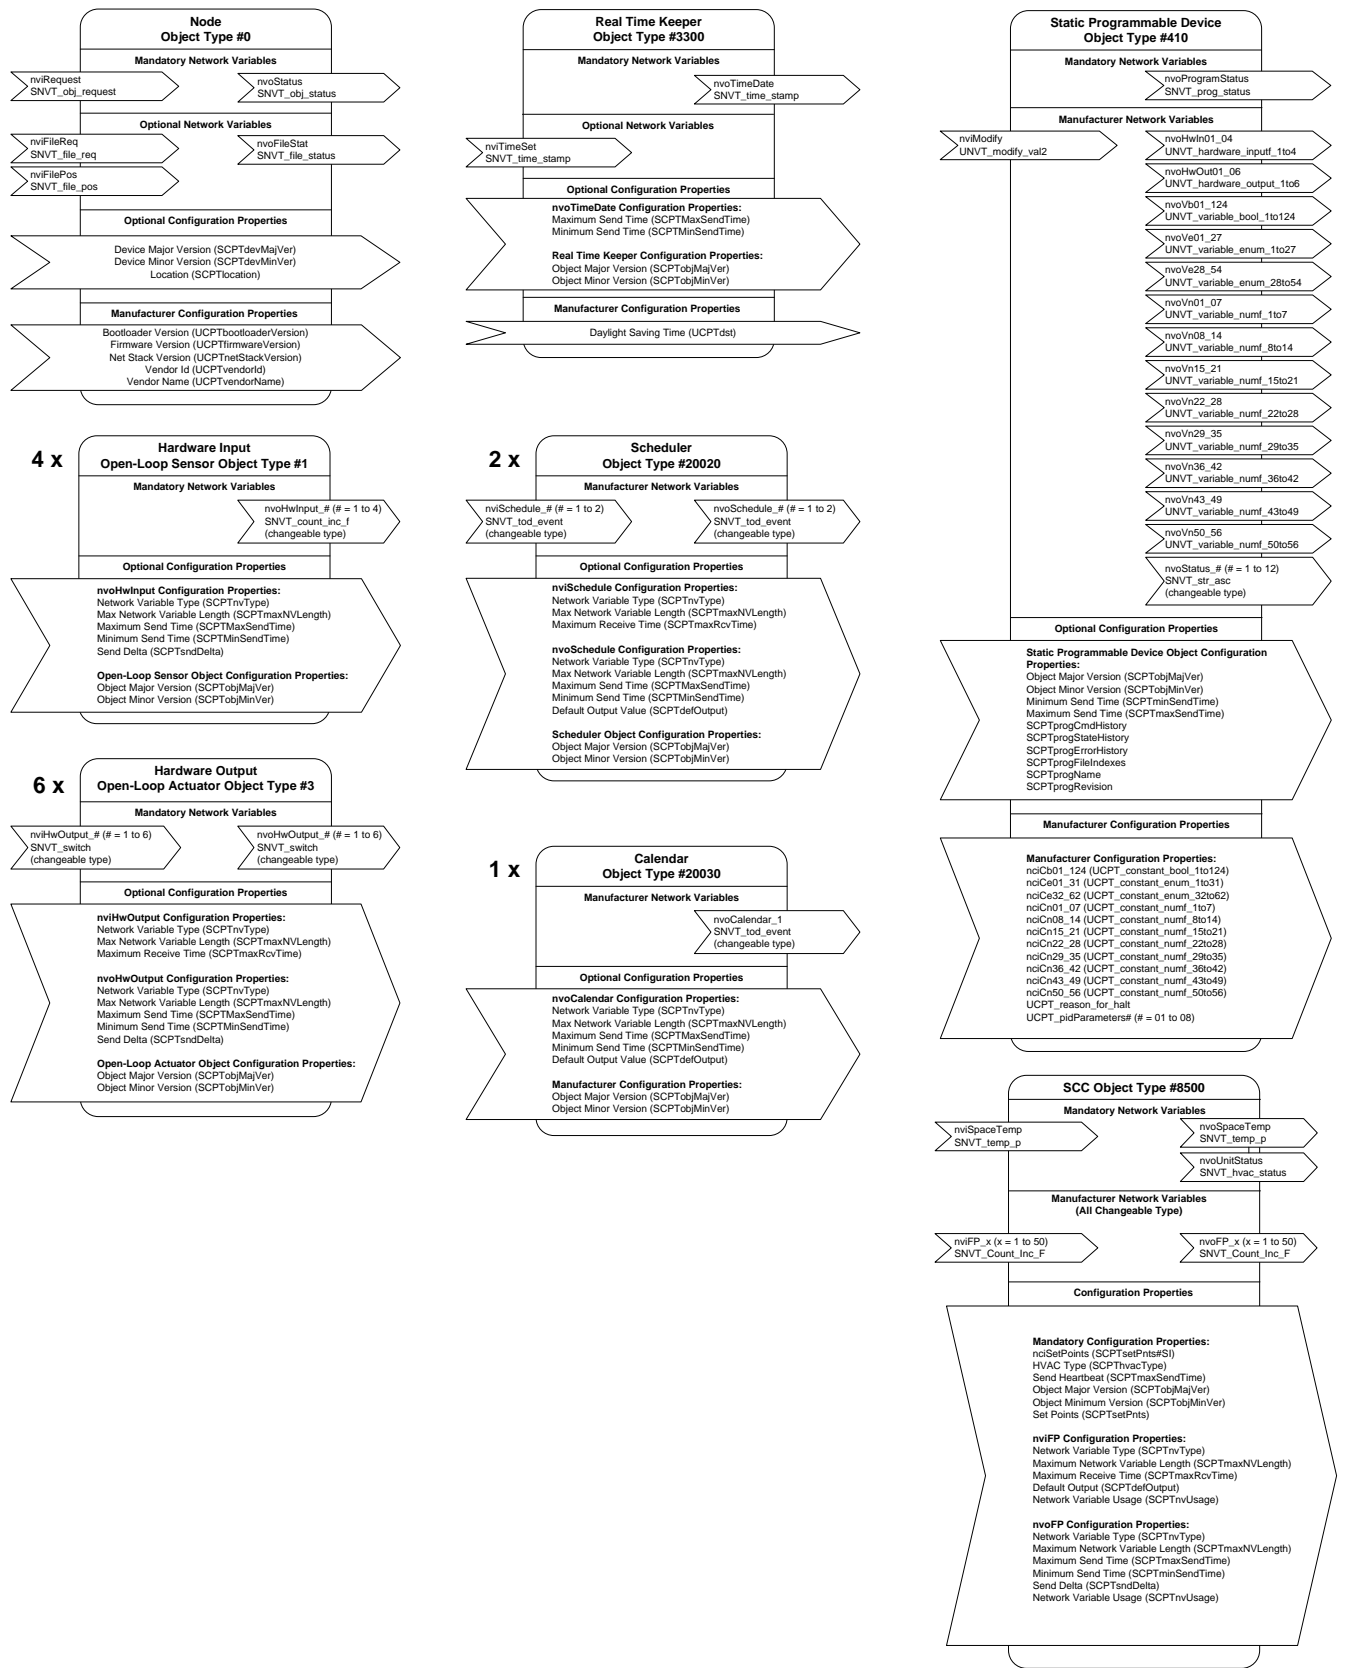 Node
Object Type #0
Mandatory Network Variables
nviRequest
SNVT_obj_request
nvoStatus
SNVT_obj_status
Optional Network Variables
nviFileReq
SNVT_file_req
nvoFileStat
SNVT_file_status
nviFilePos
SNVT_file_pos
Optional Configuration Properties
Device Major Version (SCPTdevMajVer)
Device Minor Version (SCPTdevMinVer)
Location (SCPTlocation)
Manufacturer Configuration Properties
Bootloader Version (UCPTbootloaderVersion)
Firmware Version (UCPTfirmwareVersion)
Net Stack Version (UCPTnetStackVersion)
Vendor Id (UCPTvendorId)
Vendor Name (UCPTvendorName)
4 x
Hardware Input
Open-Loop Sensor Object Type #1
Mandatory Network Variables
nvoHwInput_# (# = 1 to 4)
SNVT_count_inc_f
(changeable type)
Optional Configuration Properties
nvoHwInput Configuration Properties:
Network Variable Type (SCPTnvType)
Max Network Variable Length (SCPTmaxNVLength)
Maximum Send Time (SCPTMaxSendTime)
Minimum Send Time (SCPTMinSendTime)
Send Delta (SCPTsndDelta)
Open-Loop Sensor Object Configuration Properties:
Object Major Version (SCPTobjMajVer)
Object Minor Version (SCPTobjMinVer)
6 x
Hardware Output
Open-Loop Actuator Object Type #3
Mandatory Network Variables
nviHwOutput_# (# = 1 to 6)
SNVT_switch
(changeable type)
nvoHwOutput_# (# = 1 to 6)
SNVT_switch
(changeable type)
Optional Configuration Properties
nviHwOutput Configuration Properties:
Network Variable Type (SCPTnvType)
Max Network Variable Length (SCPTmaxNVLength)
Maximum Receive Time (SCPTmaxRcvTime)
nvoHwOutput Configuration Properties:
Network Variable Type (SCPTnvType)
Max Network Variable Length (SCPTmaxNVLength)
Maximum Send Time (SCPTMaxSendTime)
Minimum Send Time (SCPTMinSendTime)
Send Delta (SCPTsndDelta)
Open-Loop Actuator Object Configuration Properties:
Object Major Version (SCPTobjMajVer)
Object Minor Version (SCPTobjMinVer)
Real Time Keeper
Object Type #3300
Mandatory Network Variables
nvoTimeDate
SNVT_time_stamp
Optional Network Variables
nviTimeSet
SNVT_time_stamp
Optional Configuration Properties
nvoTimeDate Configuration Properties:
Maximum Send Time (SCPTMaxSendTime)
Minimum Send Time (SCPTMinSendTime)
Real Time Keeper Configuration Properties:
Object Major Version (SCPTobjMajVer)
Object Minor Version (SCPTobjMinVer)
Manufacturer Configuration Properties
Daylight Saving Time (UCPTdst)
2 x
Scheduler
Object Type #20020
Manufacturer Network Variables
nviSchedule_# (# = 1 to 2)
SNVT_tod_event
(changeable type)
nvoSchedule_# (# = 1 to 2)
SNVT_tod_event
(changeable type)
Optional Configuration Properties
nviSchedule Configuration Properties:
Network Variable Type (SCPTnvType)
Max Network Variable Length (SCPTmaxNVLength)
Maximum Receive Time (SCPTmaxRcvTime)
nvoSchedule Configuration Properties:
Network Variable Type (SCPTnvType)
Max Network Variable Length (SCPTmaxNVLength)
Maximum Send Time (SCPTMaxSendTime)
Minimum Send Time (SCPTMinSendTime)
Default Output Value (SCPTdefOutput)
Scheduler Object Configuration Properties:
Object Major Version (SCPTobjMajVer)
Object Minor Version (SCPTobjMinVer)
1 x
Calendar
Object Type #20030
Manufacturer Network Variables
nvoCalendar_1
SNVT_tod_event
(changeable type)
Optional Configuration Properties
nvoCalendar Configuration Properties:
Network Variable Type (SCPTnvType)
Max Network Variable Length (SCPTmaxNVLength)
Maximum Send Time (SCPTMaxSendTime)
Minimum Send Time (SCPTMinSendTime)
Default Output Value (SCPTdefOutput)
Manufacturer Configuration Properties:
Object Major Version (SCPTobjMajVer)
Object Minor Version (SCPTobjMinVer)
Static Programmable Device
Object Type #410
Mandatory Network Variables
nvoProgramStatus
SNVT_prog_status
Manufacturer Network Variables
nviModify
UNVT_modify_val2
nvoHwIn01_04
UNVT_hardware_inputf_1to4
nvoHwOut01_06
UNVT_hardware_output_1to6
nvoVb01_124
UNVT_variable_bool_1to124
nvoVe01_27
UNVT_variable_enum_1to27
nvoVe28_54
UNVT_variable_enum_28to54
nvoVn01_07
UNVT_variable_numf_1to7
nvoVn08_14
UNVT_variable_numf_8to14
nvoVn15_21
UNVT_variable_numf_15to21
nvoVn22_28
UNVT_variable_numf_22to28
nvoVn29_35
UNVT_variable_numf_29to35
nvoVn36_42
UNVT_variable_numf_36to42
nvoVn43_49
UNVT_variable_numf_43to49
nvoVn50_56
UNVT_variable_numf_50to56
nvoStatus_# (# = 1 to 12)
SNVT_str_asc
(changeable type)
Optional Configuration Properties
Static Programmable Device Object Configuration
Properties:
Object Major Version (SCPTobjMajVer)
Object Minor Version (SCPTobjMinVer)
Minimum Send Time (SCPTminSendTime)
Maximum Send Time (SCPTmaxSendTime)
SCPTprogCmdHistory
SCPTprogStateHistory
SCPTprogErrorHistory
SCPTprogFileIndexes
SCPTprogName
SCPTprogRevision
Manufacturer Configuration Properties
Manufacturer Configuration Properties:
nciCb01_124 (UCPT_constant_bool_1to124)
nciCe01_31 (UCPT_constant_enum_1to31)
nciCe32_62 (UCPT_constant_enum_32to62)
nciCn01_07 (UCPT_constant_numf_1to7)
nciCn08_14 (UCPT_constant_numf_8to14)
nciCn15_21 (UCPT_constant_numf_15to21)
nciCn22_28 (UCPT_constant_numf_22to28)
nciCn29_35 (UCPT_constant_numf_29to35)
nciCn36_42 (UCPT_constant_numf_36to42)
nciCn43_49 (UCPT_constant_numf_43to49)
nciCn50_56 (UCPT_constant_numf_50to56)
UCPT_reason_for_halt
UCPT_pidParameters# (# = 01 to 08)
SCC Object Type #8500
Mandatory Network Variables
nviSpaceTemp
SNVT_temp_p
nvoSpaceTemp
SNVT_temp_p
nvoUnitStatus
SNVT_hvac_status
Manufacturer Network Variables
(All Changeable Type)
nviFP_x (x = 1 to 50)
SNVT_Count_Inc_F
nvoFP_x (x = 1 to 50)
SNVT_Count_Inc_F
Configuration Properties
Mandatory Configuration Properties:
nciSetPoints (SCPTsetPnts#SI)
HVAC Type (SCPThvacType)
Send Heartbeat (SCPTmaxSendTime)
Object Major Version (SCPTobjMajVer)
Object Minimum Version (SCPTobjMinVer)
Set Points (SCPTsetPnts)
nviFP Configuration Properties:
Network Variable Type (SCPTnvType)
Maximum Network Variable Length (SCPTmaxNVLength)
Maximum Receive Time (SCPTmaxRcvTime)
Default Output (SCPTdefOutput)
Network Variable Usage (SCPTnvUsage)
nvoFP Configuration Properties:
Network Variable Type (SCPTnvType)
Maximum Network Variable Length (SCPTmaxNVLength)
Maximum Send Time (SCPTmaxSendTime)
Minimum Send Time (SCPTminSendTime)
Send Delta (SCPTsndDelta)
Network Variable Usage (SCPTnvUsage)